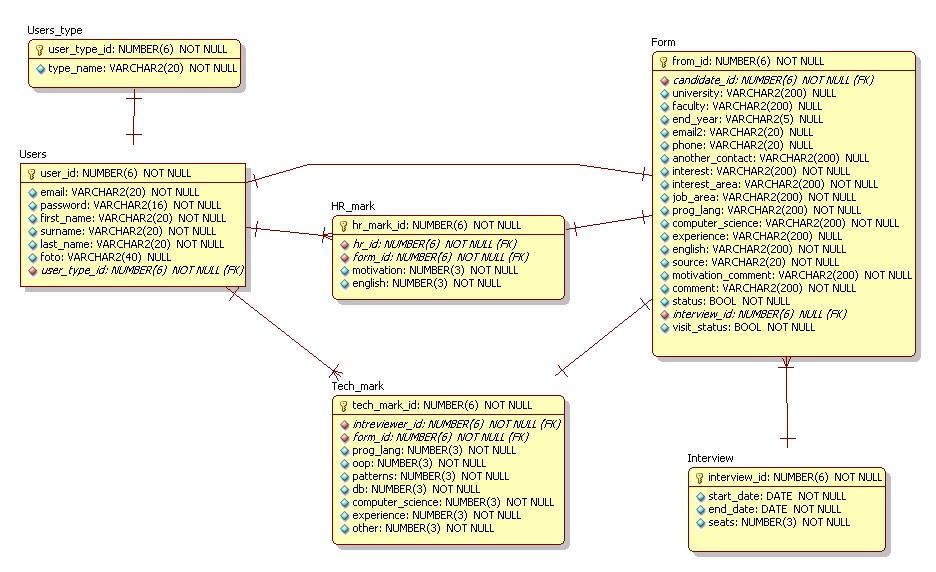 Users_type
user_type_id: NUMBER(6) NOT NULL
type_name: VARCHAR2(20) NOT NULL
Users
user_id: NUMBER(6) NOT NULL
email: VARCHAR2(20) NOT NULL
password: VARCHAR2(16) NOT NULL
first_name: VARCHAR2(20) NOT NULL
surname: VARCHAR2(20) NOT NULL
last_name: VARCHAR2(20) NOT NULL
foto: VARCHAR2(40) NULL
user_type_id: NUMBER(6) NOT NULL (FK)
HR_mark
hr_mark_id: NUMBER(6) NOT NULL
hr_id: NUMBER(6) NOT NULL (FK)
form_id: NUMBER(6) NOT NULL (FK)
motivation: NUMBER(3) NOT NULL
english: NUMBER(3) NOT NULL
Tech_mark
tech_mark_id: NUMBER(6) NOT NULL
intreviewer_id: NUMBER(6) NOT NULL (FK)
form_id: NUMBER(6) NOT NULL (FK)
prog_lang: NUMBER(3) NOT NULL
oop: NUMBER(3) NOT NULL
patterns: NUMBER(3) NOT NULL
db: NUMBER(3) NOT NULL
computer_science: NUMBER(3) NOT NULL
experience: NUMBER(3) NOT NULL
other: NUMBER(3) NOT NULL
Form
from_id: NUMBER(6) NOT NULL
candidate_id: NUMBER(6) NOT NULL (FK)
university: VARCHAR2(200) NULL
faculty: VARCHAR2(200) NULL
end_year: VARCHAR2(5) NULL
email2: VARCHAR2(20) NULL
phone: VARCHAR2(20) NULL
another_contact: VARCHAR2(200) NULL
interest: VARCHAR2(200) NULL
interest_area: VARCHAR2(200) NULL
job_area: VARCHAR2(200) NULL
prog_lang: VARCHAR2(200) NULL
computer_science: VARCHAR2(200) NULL
experience: VARCHAR2(200) NULL
english: VARCHAR2(200) NULL
source: VARCHAR2(20) NULL
motivation_comment: VARCHAR2(200) NULL
comment: VARCHAR2(200) NULL
status: BOOL NOT NULL
interview_id: NUMBER(6) NULL (FK)
visit_status: BOOL NOT NULL
Interview
interview_id: NUMBER(6) NOT NULL
start_date: DATE NOT NULL
end_date: DATE NOT NULL
seats: NUMBER(3) NOT NULL